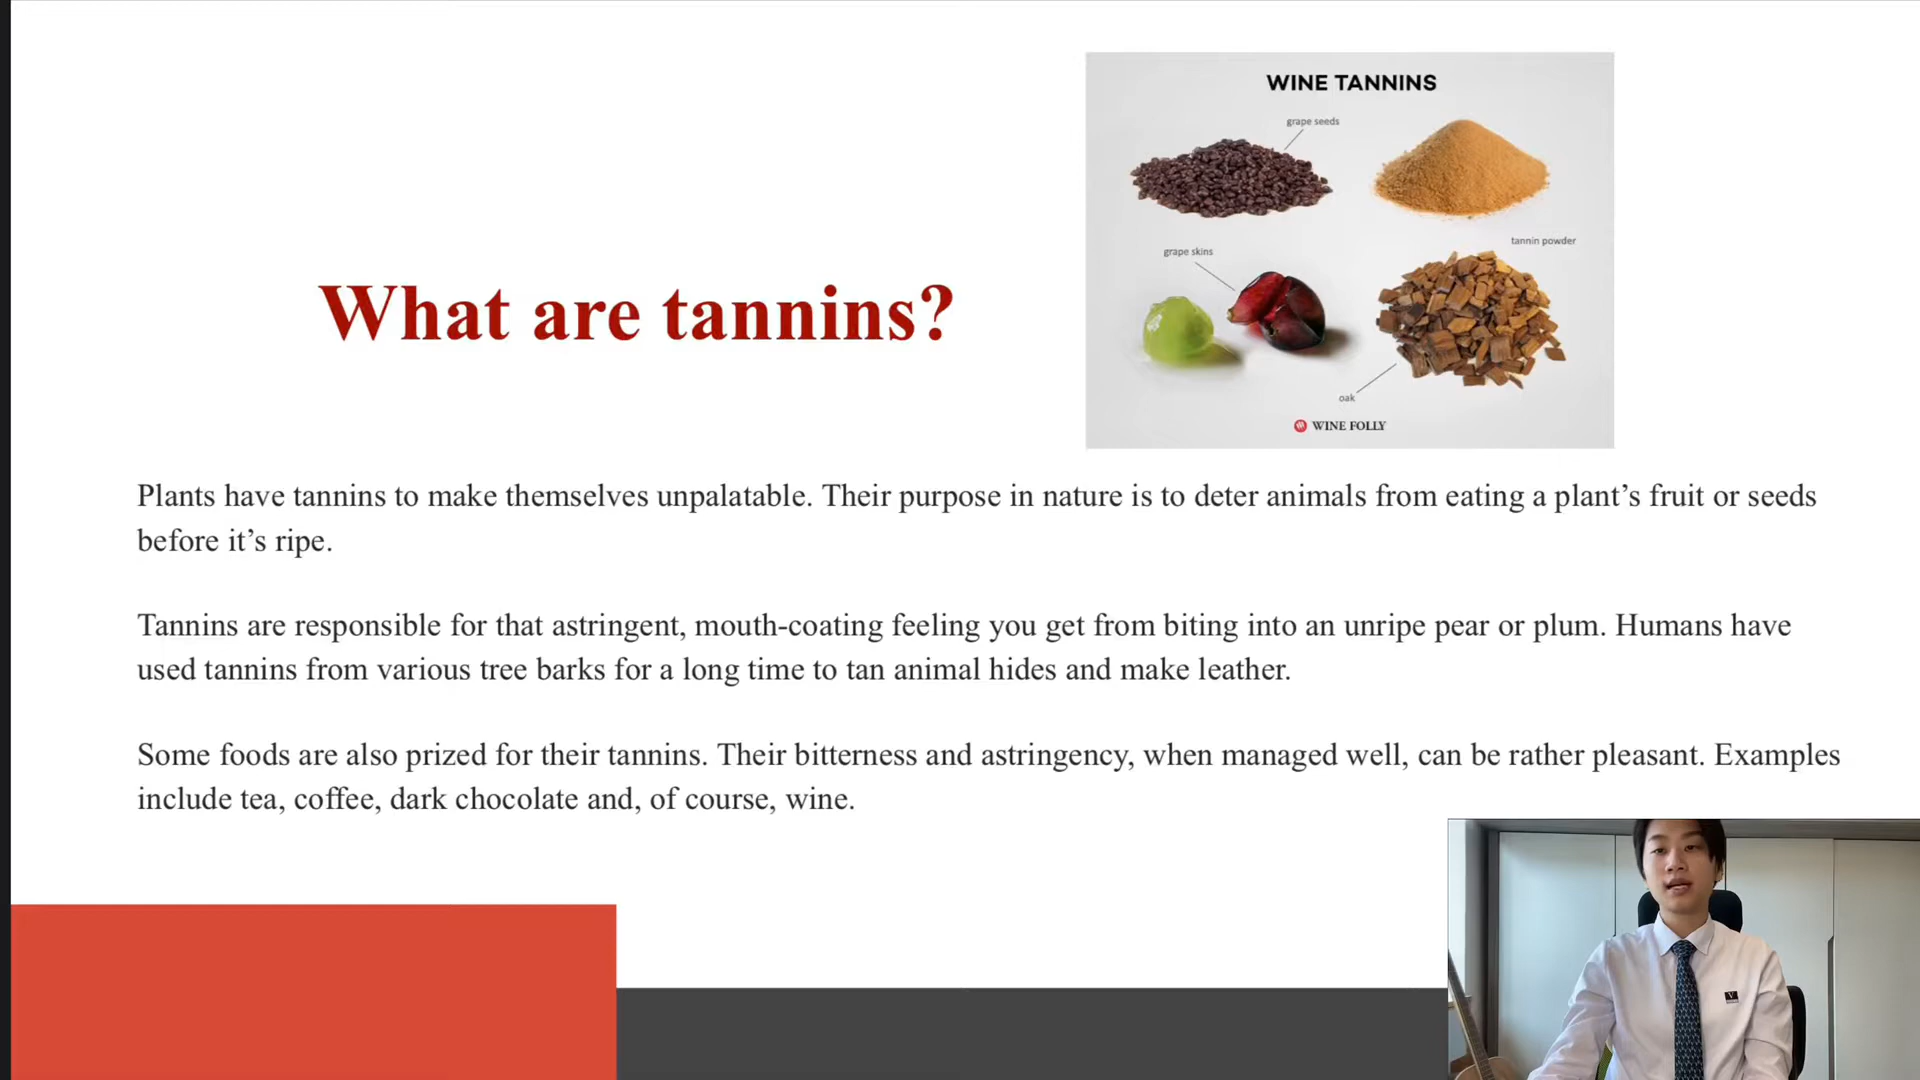 WINE TANNINS
grape seeds
tannin powder
grape skins
oak
WINE FOLLY
What are tannins?
Plants have tannins to make themselves unpalatable. Their purpose in nature is to deter animals from eating a plant’s fruit or seeds
before it’s ripe.
Tannins are responsible for that astringent, mouth-coating feeling you get from biting into an unripe pear or plum. Humans have
used tannins from various tree barks for a long time to tan animal hides and make leather.
Some foods are also prized for their tannins. Their bitterness and astringency, when managed well, can be rather pleasant. Examples
include tea, coffee, dark chocolate and, of course, wine.
V